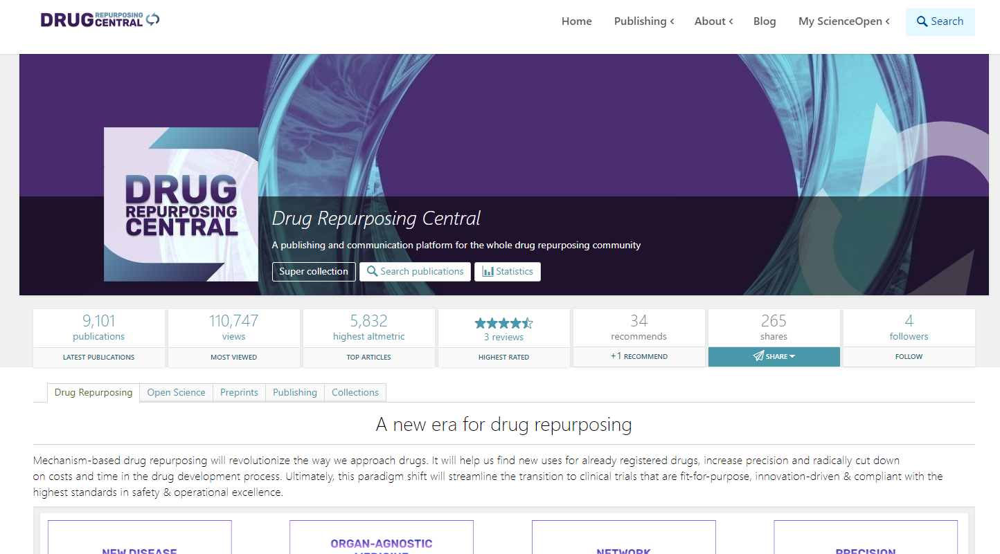 DRUG REPURPOSING CENTRAL
Home Publishing About Blog My ScienceOpen Search
DRUG
REPURPOSING
CENTRAL
Drug Repurposing Central
A publishing and communication platform for the whole drug repurposing community
Super collection Search publications Statistics
9,101 110,747 5,832 34 265 4
publications views highest altmetric 3 reviews recommends shares followers
LATEST PUBLICATIONS MOST VIEWED TOP ARTICLES HIGHEST RATED +1 RECOMMEND SHARE FOLLOW
Drug Repurposing Open Science Preprints Publishing Collections
A new era for drug repurposing
Mechanism-based drug repurposing will revolutionize the way we approach drugs. It will help us find new uses for already registered drugs, increase precision and radically cut down
on costs and time in the drug development process. Ultimately, this paradigm shift will streamline the transition to clinical trials that are fit-for-purpose, innovation-driven & compliant with the
highest standards in safety & operational excellence.
NEW DISEASE ORGAN-AGNOSTIC NETWORK PRECISION
MEDICINE